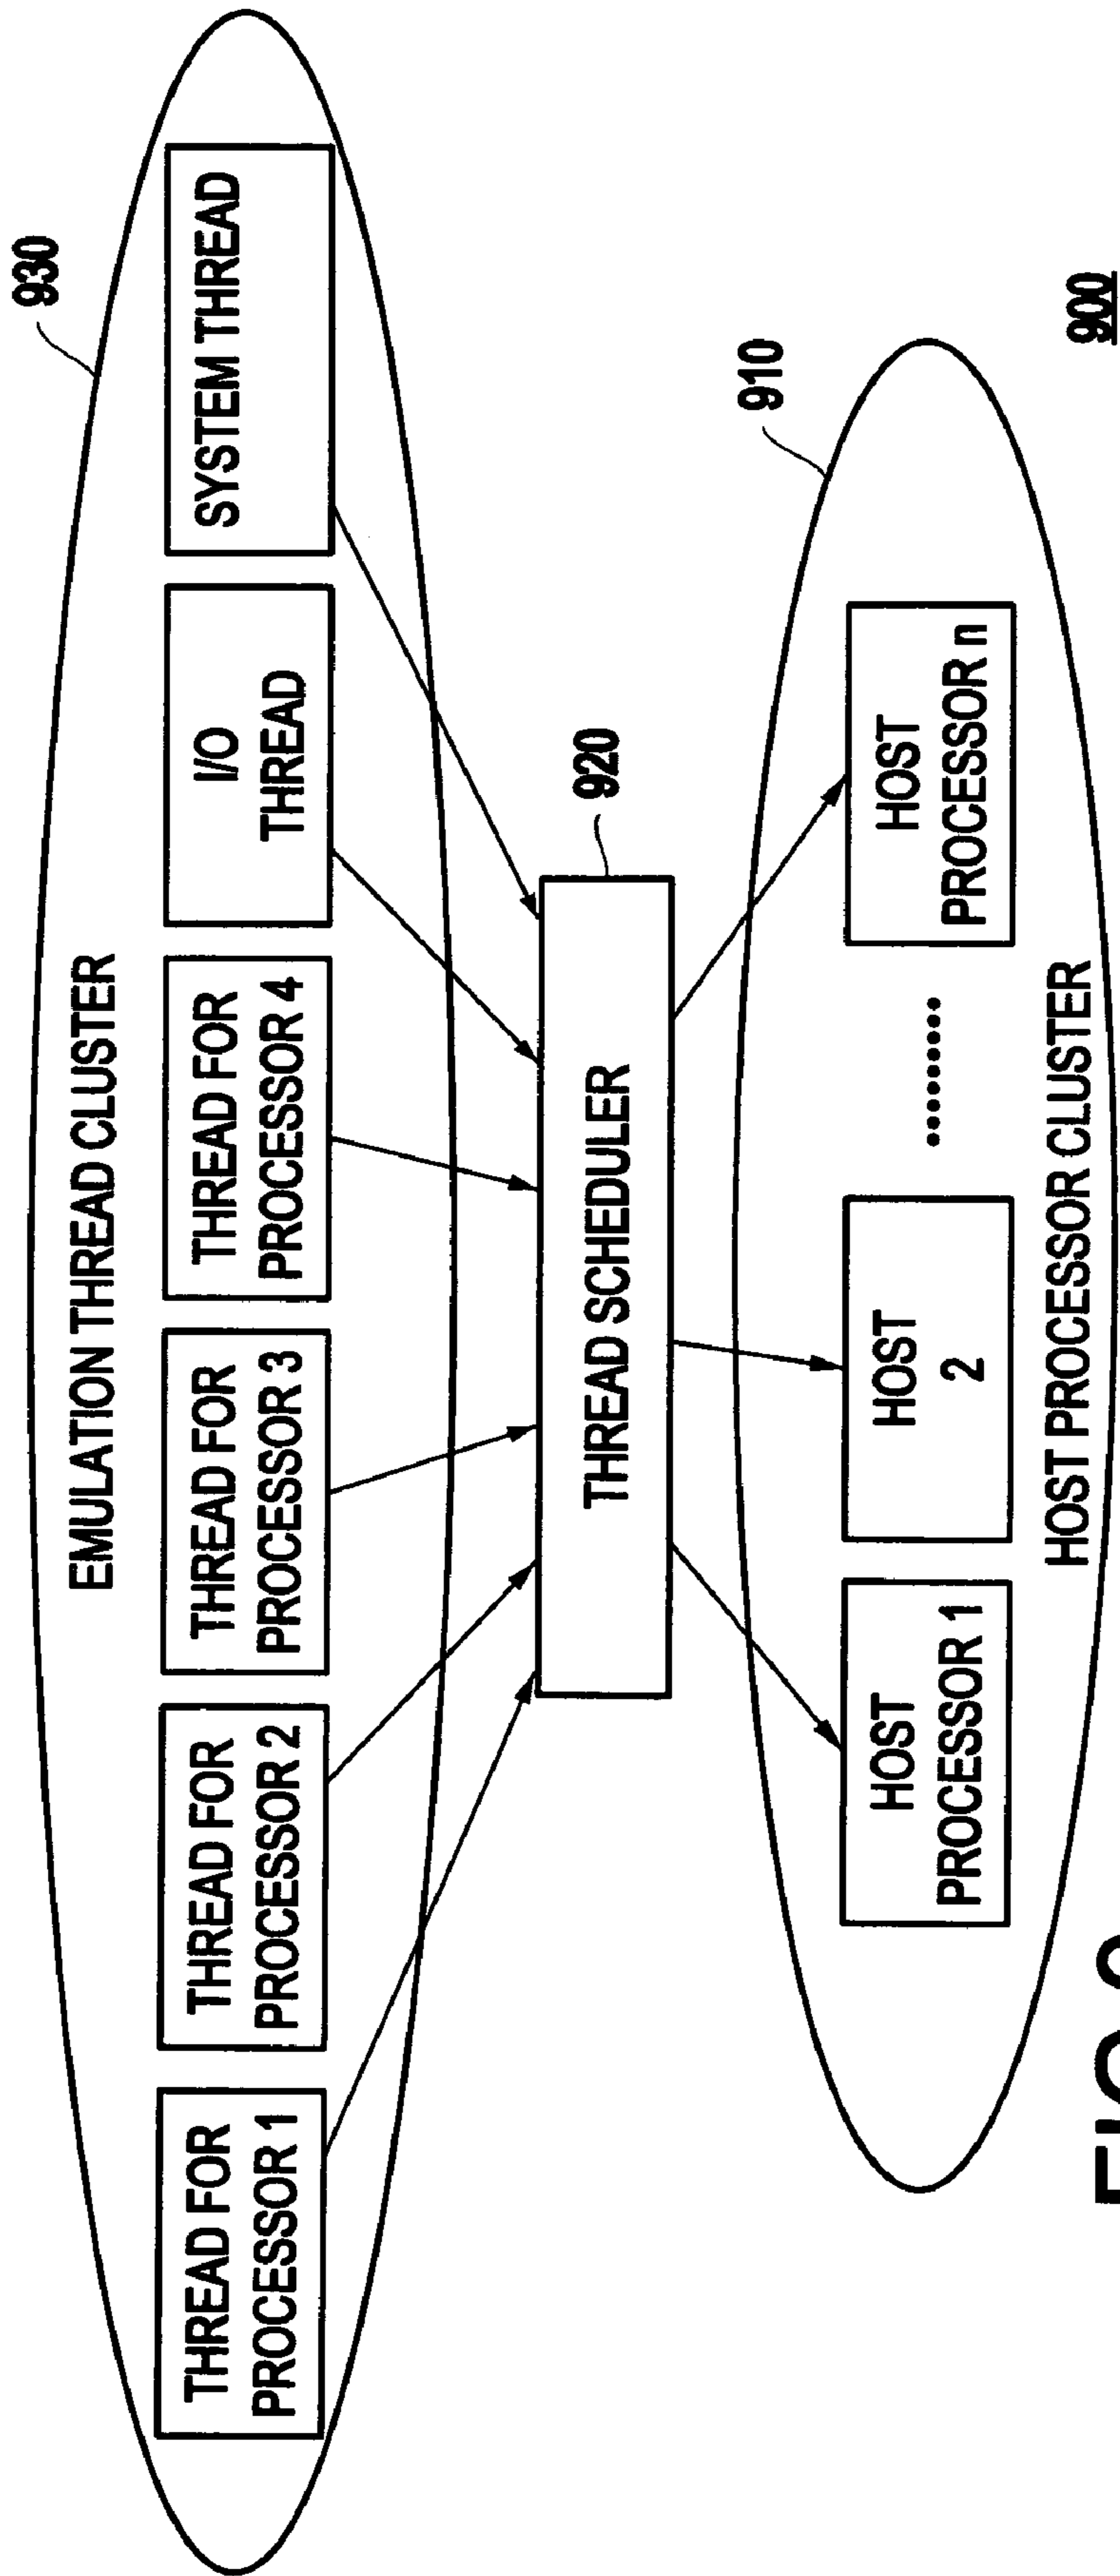 930
EMULATION THREAD CLUSTER
THREAD FOR
PROCESSOR 1
THREAD FOR
PROCESSOR 2
THREAD FOR
PROCESSOR 3
THREAD FOR
PROCESSOR 4
I/O
THREAD
SYSTEM THREAD
920
THREAD SCHEDULER
910
HOST
PROCESSOR 1
HOST
2
.........
HOST
PROCESSOR n
HOST PROCESSOR CLUSTER
900